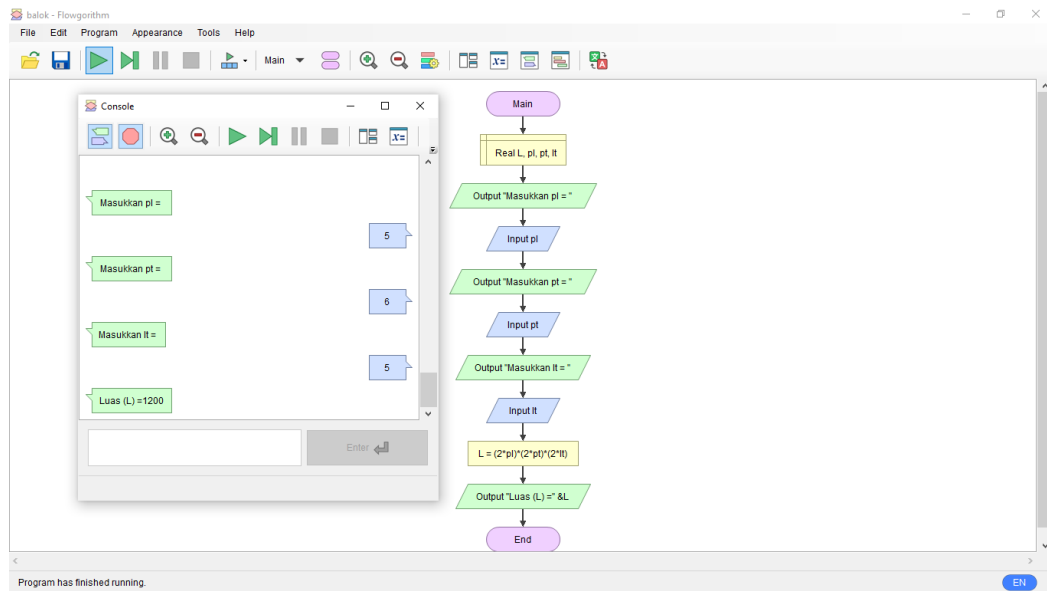 balok - Flowgorithm
File Edit Program Appearance Tools Help
Main
Console
x=
Masukkan pl =
5
Masukkan pt =
6
Masukkan lt =
5
Luas (L) =1200
Enter
Main
Real L, pl, pt, lt
Output "Masukkan pl = "
Input pl
Output "Masukkan pt = "
Input pt
Output "Masukkan lt = "
Input lt
L = (2*pl)*(2*pt)*(2*lt)
Output "Luas (L) =" &L
End
Program has finished running.
EN